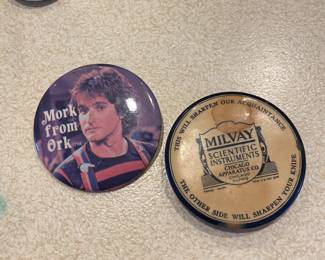 Mork
from
Ork
THIS WILL SHARPEN OUR ACQUAINTANCE
MILVAY
SCIENTIFIC
INSTRUMENTS
CHICAGO
APPARATUS CO
CHICAGO
THE OTHER SIDE WILL SHARPEN YOUR KNIFE